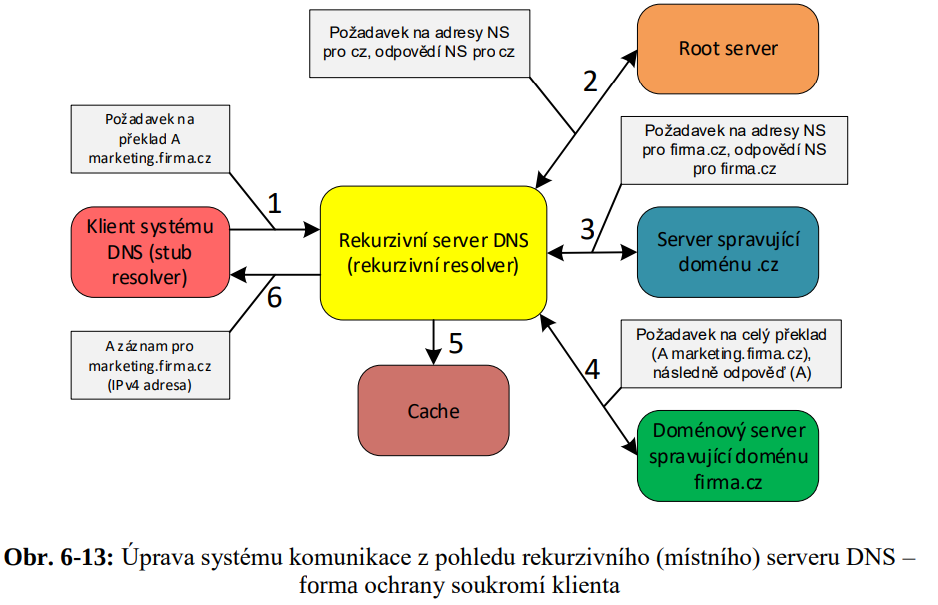 Požadavek na adresy NS
pro cz, odpovědí NS pro cz
Root server
2
Požadavek na
překlad A
marketing.firma.cz
Požadavek na adresy NS
pro firma.cz, odpovědí NS
pro firma.cz
1
Klient systému
DNS (stub
resolver)
Rekurzivní server DNS
(rekurzivní resolver)
3
Server spravující
doménu .cz
6
A záznam pro
marketing.firma.cz
(IPv4 adresa)
5
Požadavek na celý překlad
(A marketing.firma.cz),
následně odpověď (A)
4
Cache
Doménový server
spravující doménu
firma.cz
Obr. 6-13: Úprava systému komunikace z pohledu rekurzivního (místního) serveru DNS –
forma ochrany soukromí klienta